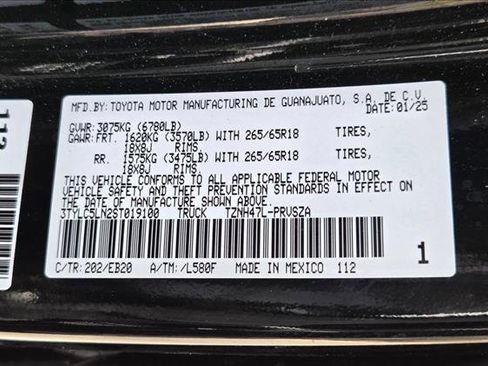 MFD.BY: TOYOTA MOTOR MANUFACTURING DE GUANAJUATO, S.A. DE C.V.
DATE: 01/25
GVWR: 3075KG (6780LB)
GAWR: FRT. 1620KG (3570LB) WITH 265/65R18 TIRES,
18X8J RIMS,
RR. 1575KG (3475LB) WITH 265/65R18 TIRES,
18X8J RIMS.
THIS VEHICLE CONFORMS TO ALL APPLICABLE FEDERAL MOTOR
VEHICLE SAFETY AND THEFT PREVENTION STANDARDS IN EFFECT ON
THE DATE OF MANUFACTURE SHOWN ABOVE.
3TYLC5LN2ST019100 TRUCK TZNH47L-PRVSZA
1
C/TR: 202/EB20 A/TM: /L580F MADE IN MEXICO 112
112